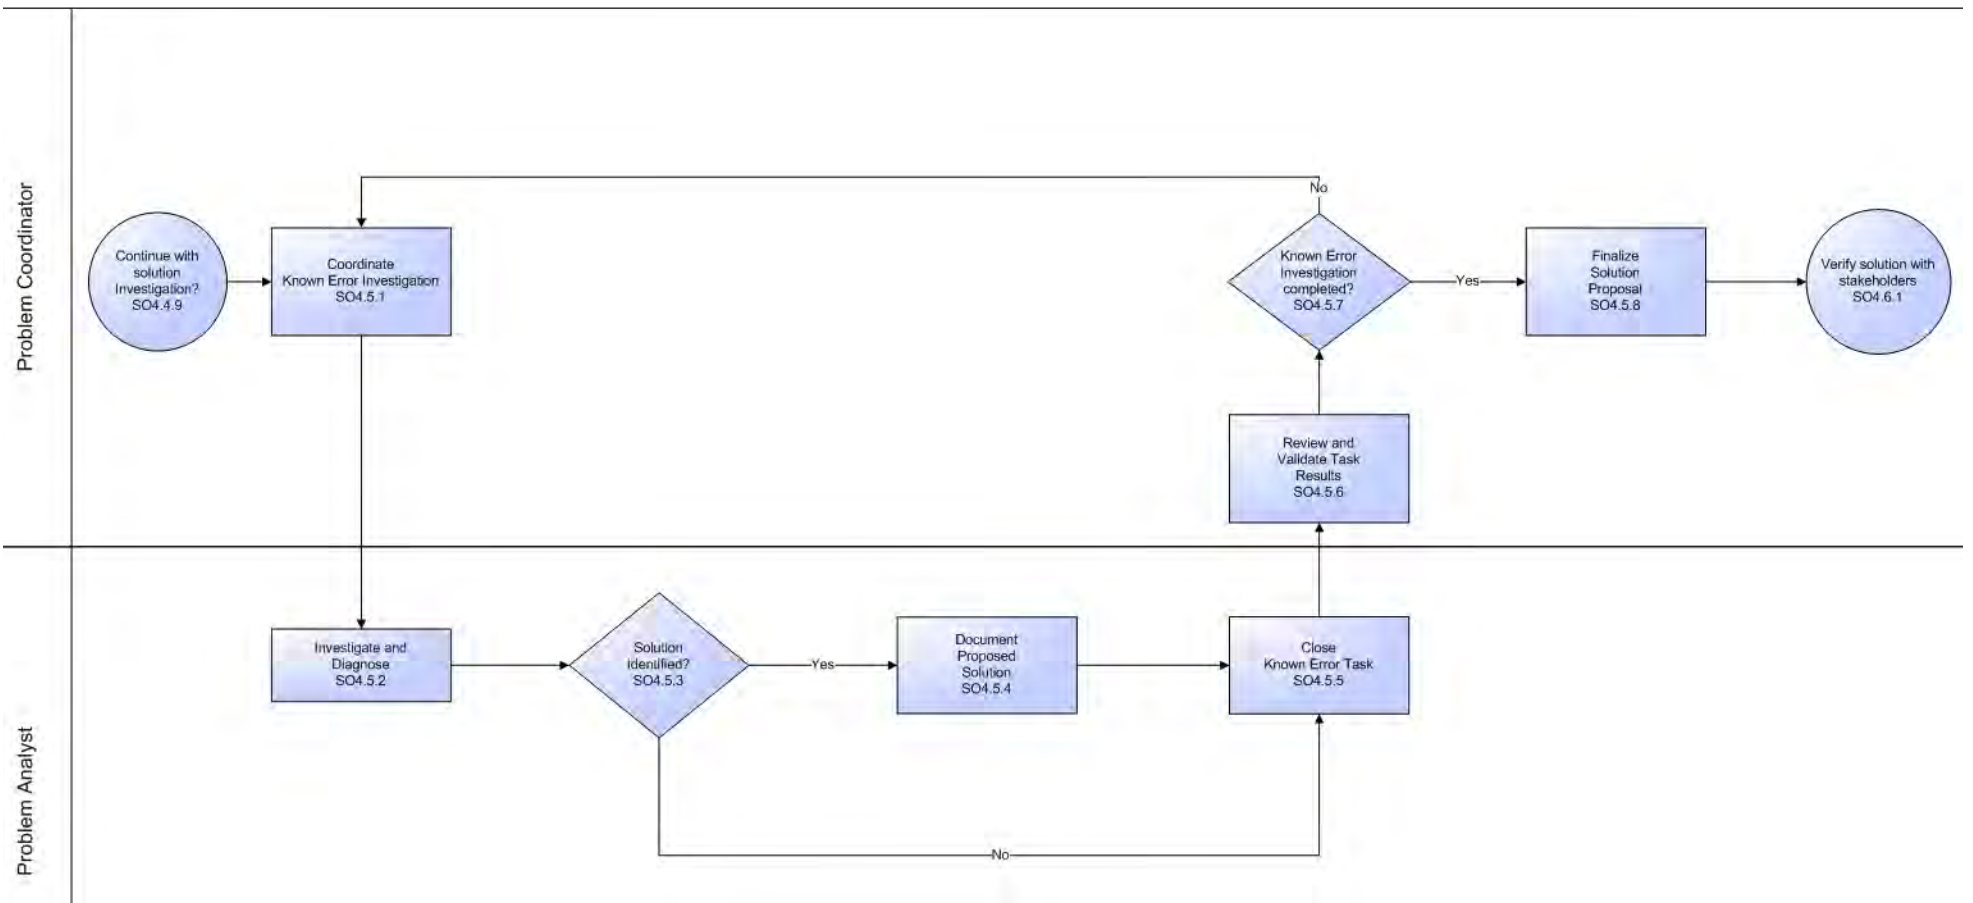 Problem Coordinator
Continue with
solution
Investigation?
SO4.4.9
Coordinate
Known Error Investigation
SO4.5.1
No
Known Error
Investigation
completed?
SO4.5.7
Yes
Finalize
Solution
Proposal
SO4.5.8
Verify solution with
stakeholders
SO4.6.1
Review and
Validate Task
Results
SO4.5.6
Problem Analyst
Investigate and
Diagnose
SO4.5.2
Solution
identified?
SO4.5.3
Yes
Document
Proposed
Solution
SO4.5.4
Close
Known Error Task
SO4.5.5
No